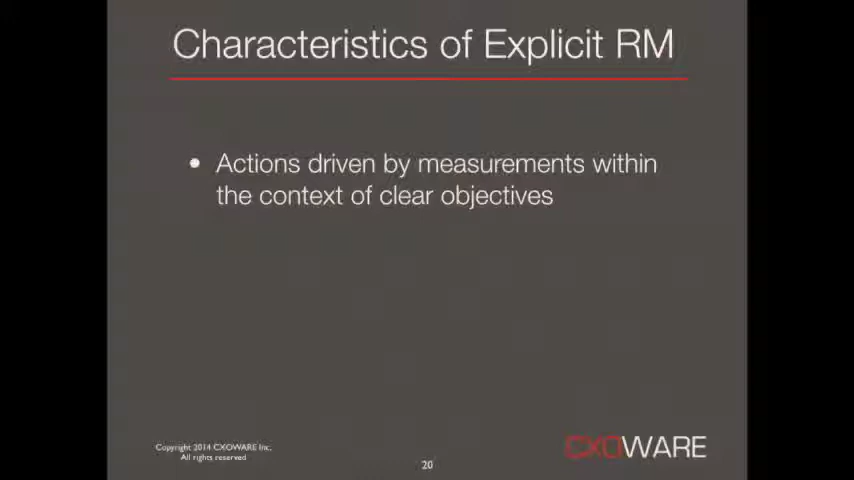 Characteristics of Explicit RM
• Actions driven by measurements within
the context of clear objectives
Copyright 2014 CXOWARE Inc.
All rights reserved
20
CXOWARE